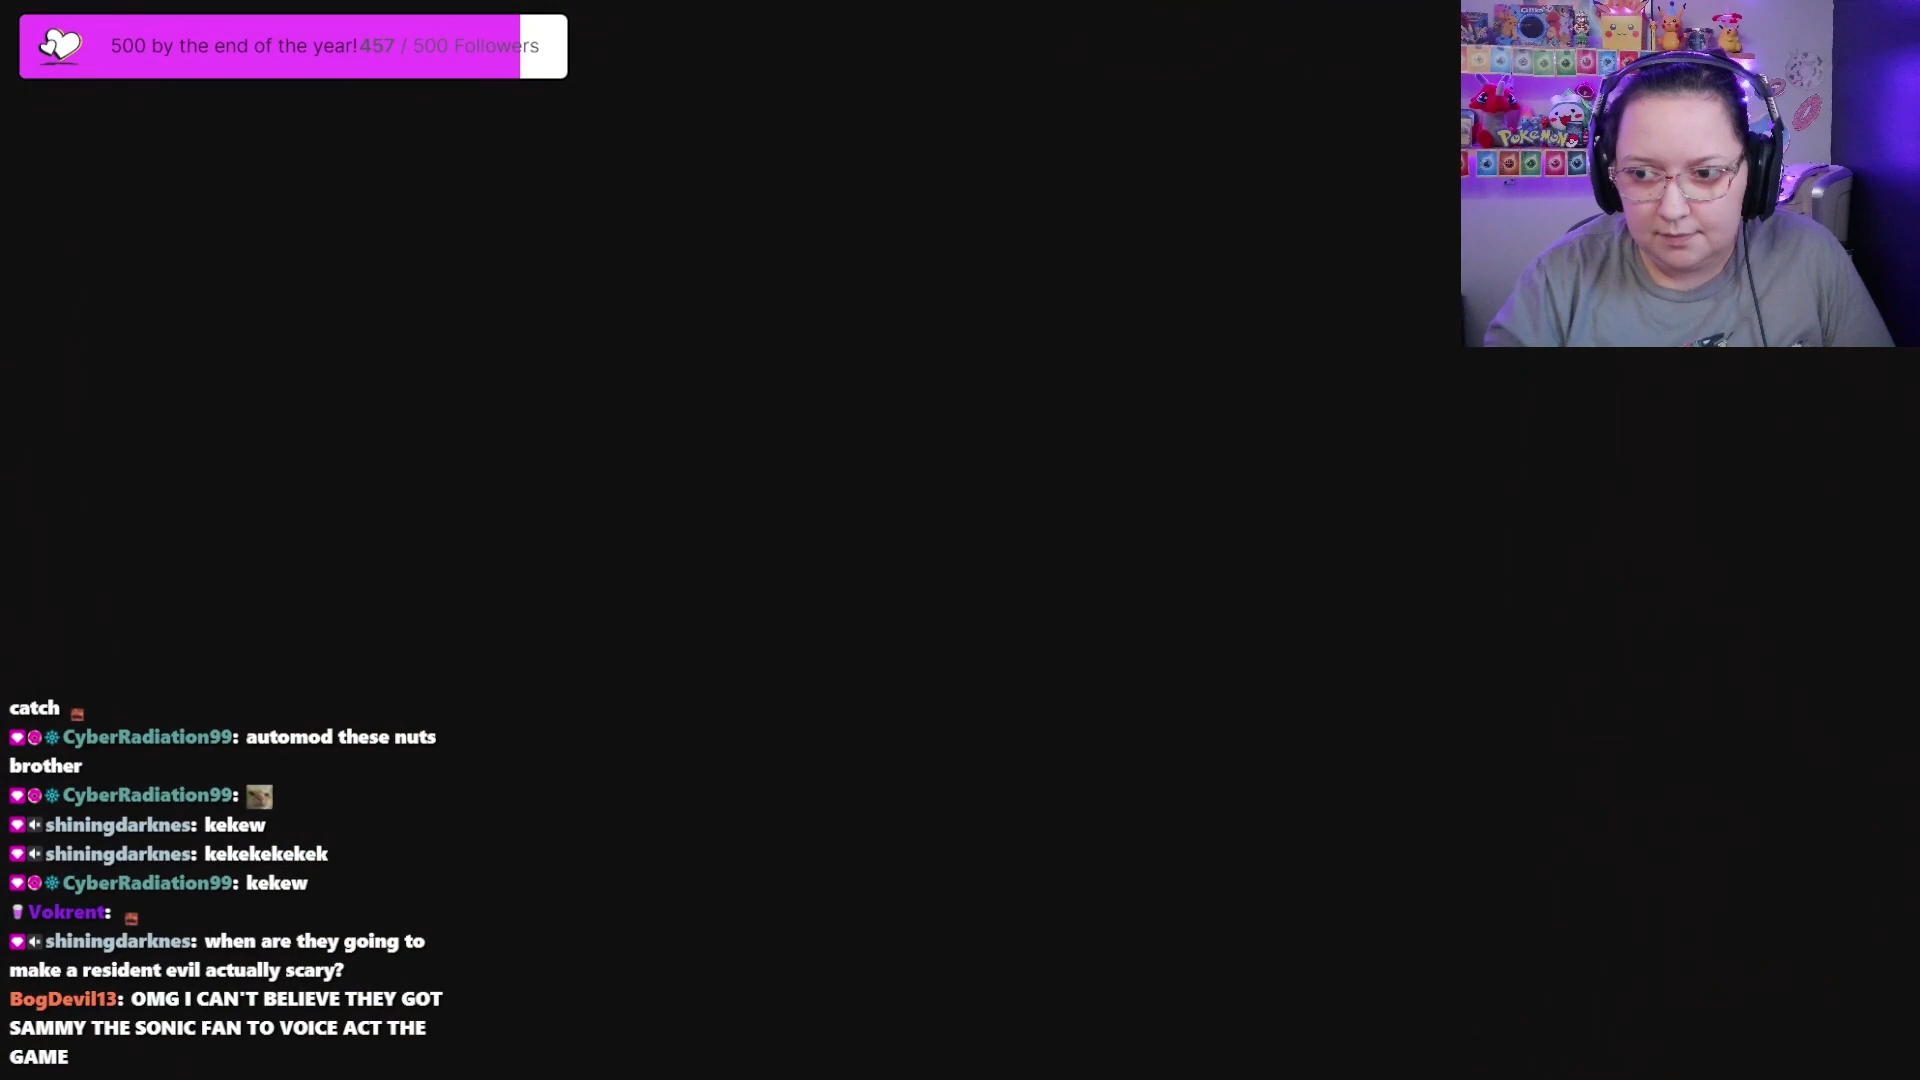 500 by the end of the year!457 / 500 Followers
POKéMON
catch
CyberRadiation99: automod these nuts
brother
CyberRadiation99:
shiningdarknes: kekew
shiningdarknes: kekekekekek
CyberRadiation99: kekew
Vokrent:
shiningdarknes: when are they going to
make a resident evil actually scary?
BogDevil13: OMG I CAN'T BELIEVE THEY GOT
SAMMY THE SONIC FAN TO VOICE ACT THE
GAME